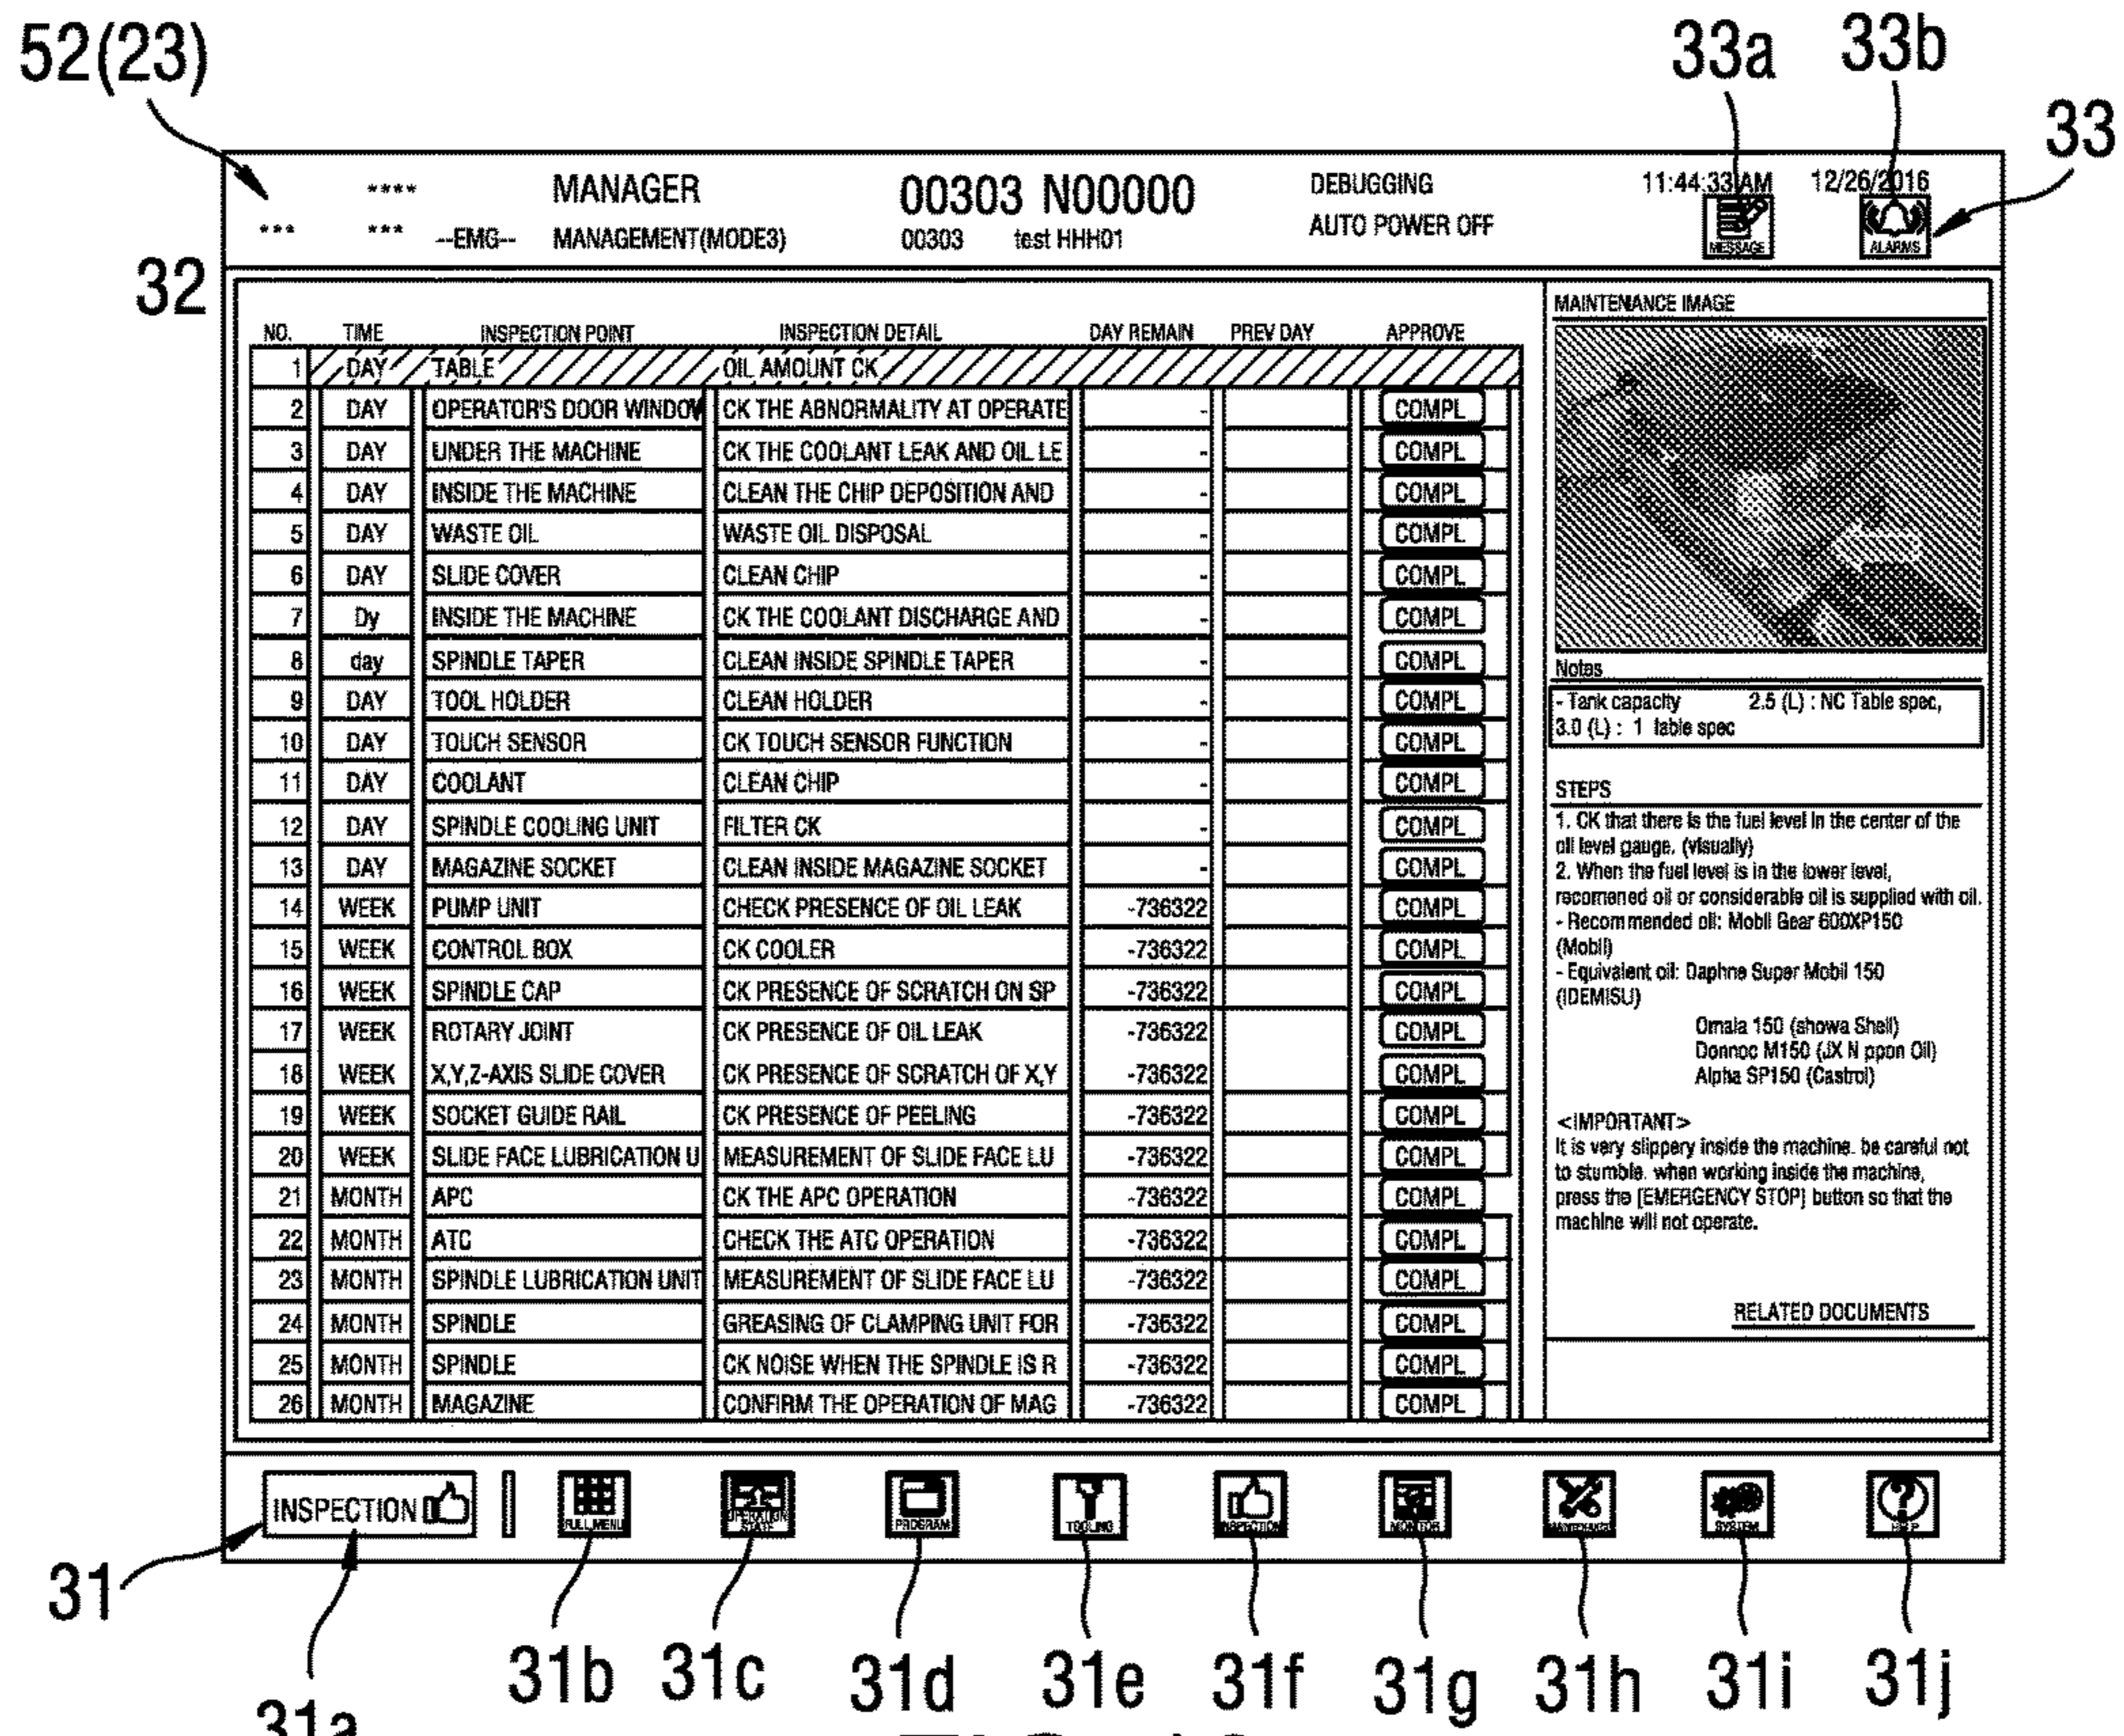 52(23)
33a
33b
33
****
MANAGER
00303 N00000
DEBUGGING
11:44:33 AM
12/26/2016
*** *** --EMG-- MANAGEMENT(MODE3)
00303 test HHH01
AUTO POWER OFF
MESSAGE
ALARMS
32
NO. TIME INSPECTION POINT INSPECTION DETAIL DAY REMAIN PREV DAY APPROVE
1 DAY TABLE OIL AMOUNT CK
2 DAY OPERATOR'S DOOR WINDOW CK THE ABNORMALITY AT OPERATE - COMPL
3 DAY UNDER THE MACHINE CK THE COOLANT LEAK AND OIL LE - COMPL
4 DAY INSIDE THE MACHINE CLEAN THE CHIP DEPOSITION AND - COMPL
5 DAY WASTE OIL WASTE OIL DISPOSAL - COMPL
6 DAY SLIDE COVER CLEAN CHIP - COMPL
7 Dy INSIDE THE MACHINE CK THE COOLANT DISCHARGE AND - COMPL
8 day SPINDLE TAPER CLEAN INSIDE SPINDLE TAPER - COMPL
9 DAY TOOL HOLDER CLEAN HOLDER - COMPL
10 DAY TOUCH SENSOR CK TOUCH SENSOR FUNCTION - COMPL
11 DAY COOLANT CLEAN CHIP - COMPL
12 DAY SPINDLE COOLING UNIT FILTER CK - COMPL
13 DAY MAGAZINE SOCKET CLEAN INSIDE MAGAZINE SOCKET - COMPL
14 WEEK PUMP UNIT CHECK PRESENCE OF OIL LEAK -736322 COMPL
15 WEEK CONTROL BOX CK COOLER -736322 COMPL
16 WEEK SPINDLE CAP CK PRESENCE OF SCRATCH ON SP -736322 COMPL
17 WEEK ROTARY JOINT CK PRESENCE OF OIL LEAK -736322 COMPL
18 WEEK X,Y,Z-AXIS SLIDE COVER CK PRESENCE OF SCRATCH OF X,Y -736322 COMPL
19 WEEK SOCKET GUIDE RAIL CK PRESENCE OF PEELING -736322 COMPL
20 WEEK SLIDE FACE LUBRICATION U MEASUREMENT OF SLIDE FACE LU -736322 COMPL
21 MONTH APC CK THE APC OPERATION -736322 COMPL
22 MONTH ATC CHECK THE ATC OPERATION -736322 COMPL
23 MONTH SPINDLE LUBRICATION UNIT MEASUREMENT OF SLIDE FACE LU -736322 COMPL
24 MONTH SPINDLE GREASING OF CLAMPING UNIT FOR -736322 COMPL
25 MONTH SPINDLE CK NOISE WHEN THE SPINDLE IS R -736322 COMPL
26 MONTH MAGAZINE CONFIRM THE OPERATION OF MAG -736322 COMPL
MAINTENANCE IMAGE
Notes
- Tank capacity 2.5 (L) : NC Table spec,
3.0 (L) : 1 table spec
STEPS
1. CK that there is the fuel level in the center of the
oil level gauge. (visually)
2. When the fuel level is in the lower level,
recomened oil or considerable oil is supplied with oil.
- Recommended oil: Mobil Gear 600XP150
(Mobil)
- Equivalent oil: Daphne Super Mobil 150
(IDEMISU)
Omala 150 (showa Shell)
Donnoc M150 (JX N ppon Oil)
Alpha SP150 (Castrol)
<IMPORTANT>
It is very slippery inside the machine. be careful not
to stumble. when working inside the machine,
press the [EMERGENCY STOP] button so that the
machine will not operate.
RELATED DOCUMENTS
INSPECTION
FULL MENU
OPERATION
STATE
PROGRAM
TOOLING
INSPECTION
MONITOR
MAINTENANCE
SYSTEM
HELP
31
31a
31b
31c
31d
31e
31f
31g
31h
31i
31j